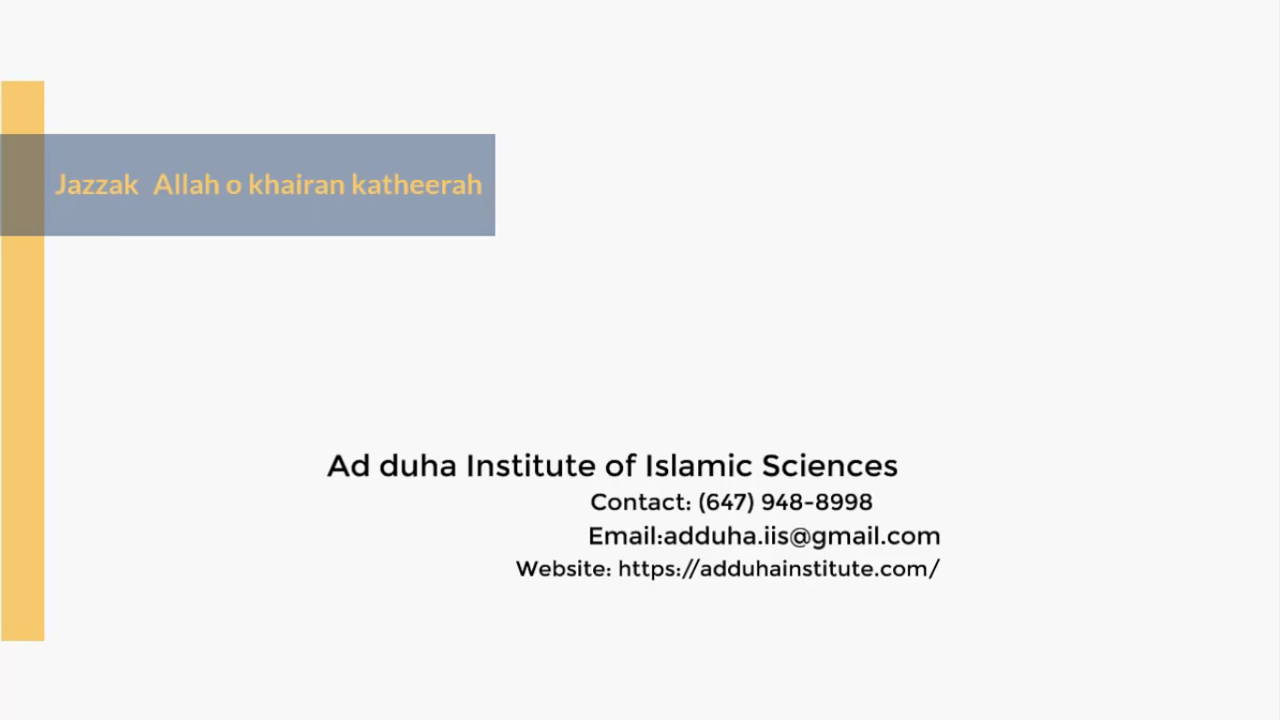 Jazzak Allah o khairan katheerah
Ad duha Institute of Islamic Sciences
Contact: (647) 948-8998
Email:adduha.iis@gmail.com
Website: https://adduhainstitute.com/